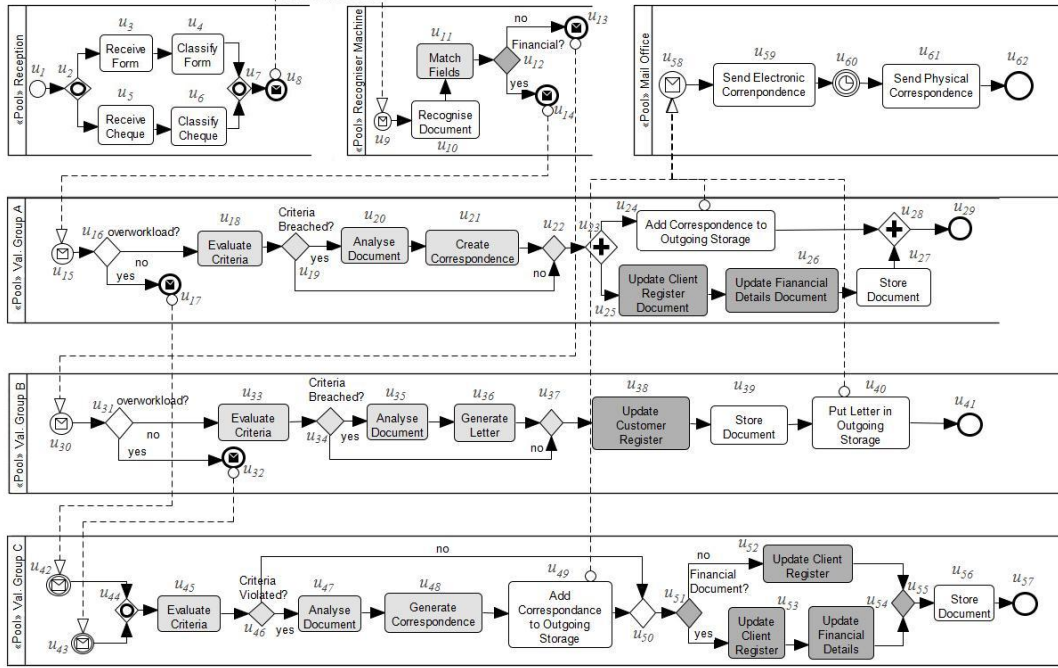 «Pool» Reception
u1
u2
u3
Receive
Form
u4
Classify
Form
u5
Receive
Cheque
u6
Classify
Cheque
u7
u8
«Pool» Recogniser Machine
u9
Recognise
Document
u10
u11
Match
Fields
Financial?
u12
no
yes
u13
u14
«Pool» Mail Office
u58
u59
Send Electronic
Correnpondence
u60
u61
Send Physical
Correspondence
u62
«Pool» Val. Group A
u15
u16
overworkload?
no
yes
u17
u18
Evaluate
Criteria
Criteria
Breached?
u19
yes
no
u20
Analyse
Document
u21
Create
Correspondence
u22
u23
u24
Add Correspondence to
Outgoing Storage
u25
Update Client
Register
Document
u26
Update Fianancial
Details Document
u27
Store
Document
u28
u29
«Pool» Val. Group B
u30
u31
overworkload?
no
yes
u32
u33
Evaluate
Criteria
Criteria
Breached?
u34
yes
no
u35
Analyse
Document
u36
Generate
Letter
u37
u38
Update
Customer
Register
u39
Store
Document
u40
Put Letter in
Outgoing
Storage
u41
«Pool» Val. Group C
u42
u43
u44
u45
Evaluate
Criteria
Criteria
Violated?
u46
yes
no
u47
Analyse
Document
u48
Generate
Correspondence
u49
Add
Correspondance
to Outgoing
Storage
u50
u51
no
Financial
Document?
yes
u52
Update Client
Register
u53
Update
Client
Register
u54
Update
Financial
Details
u55
u56
Store
Document
u57